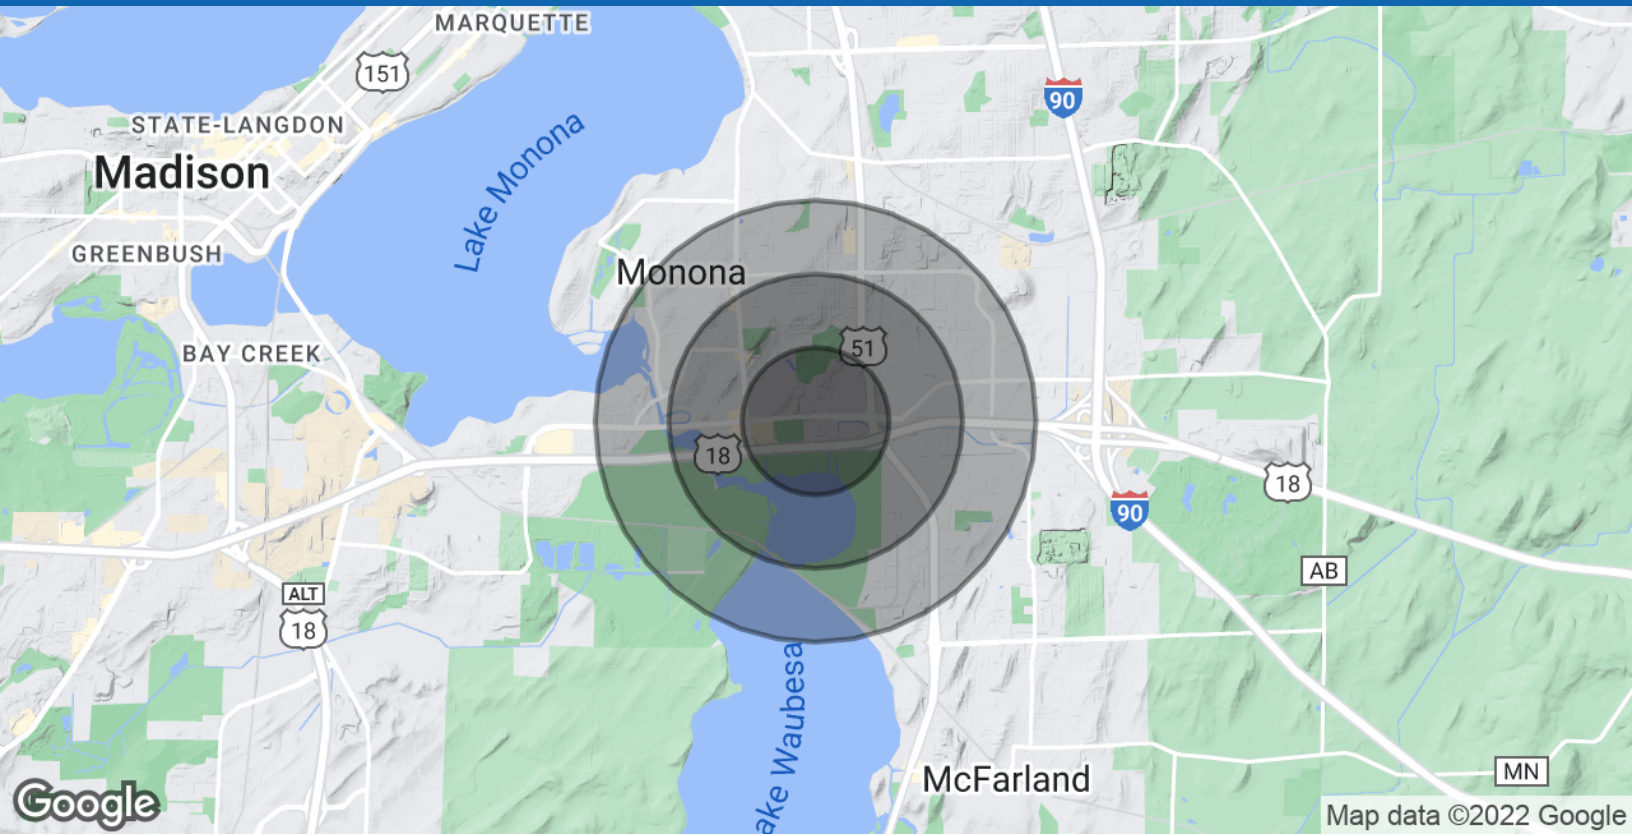 MARQUETTE
151
90
STATE-LANGDON
Lake Monona
Madison
GREENBUSH
Monona
51
BAY CREEK
18
18
90
AB
ALT
18
Lake Waubesa
McFarland
MN
Google
Map data ©2022 Google